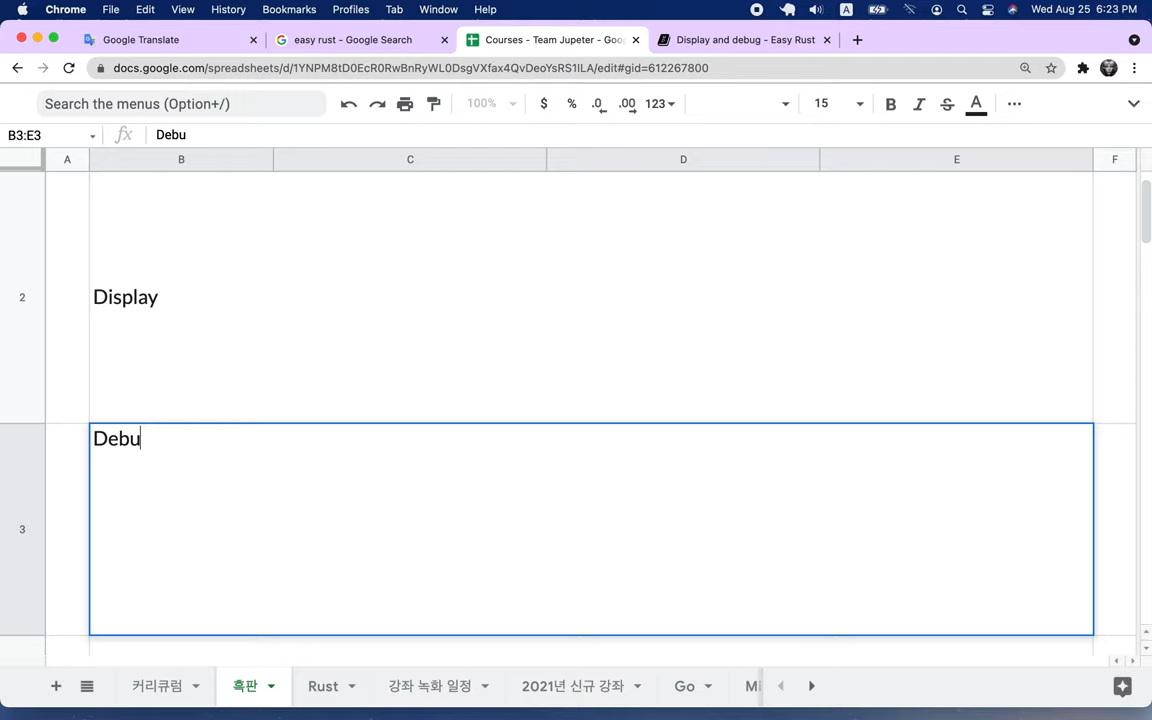 Chrome File Edit View History Bookmarks Profiles Tab Window Help A Wed Aug 25 6:23 PM
Google Translate easy rust - Google Search Courses - Team Jupeter - Goo Display and debug - Easy Rust
docs.google.com/spreadsheets/d/1YNPM8tD0EcR0RwBnRyWL0DsgVXfax4QvDeoYsRS1lLA/edit#gid=612267800
Search the menus (Option+/) 100% $ % .0 .00 123 15 B I S A
B3:E3 fx Debu
A B C D E F
2 Display
3 Debu
커리큘럼 흑판 Rust 강좌 녹화 일정 2021년 신규 강좌 Go Mi